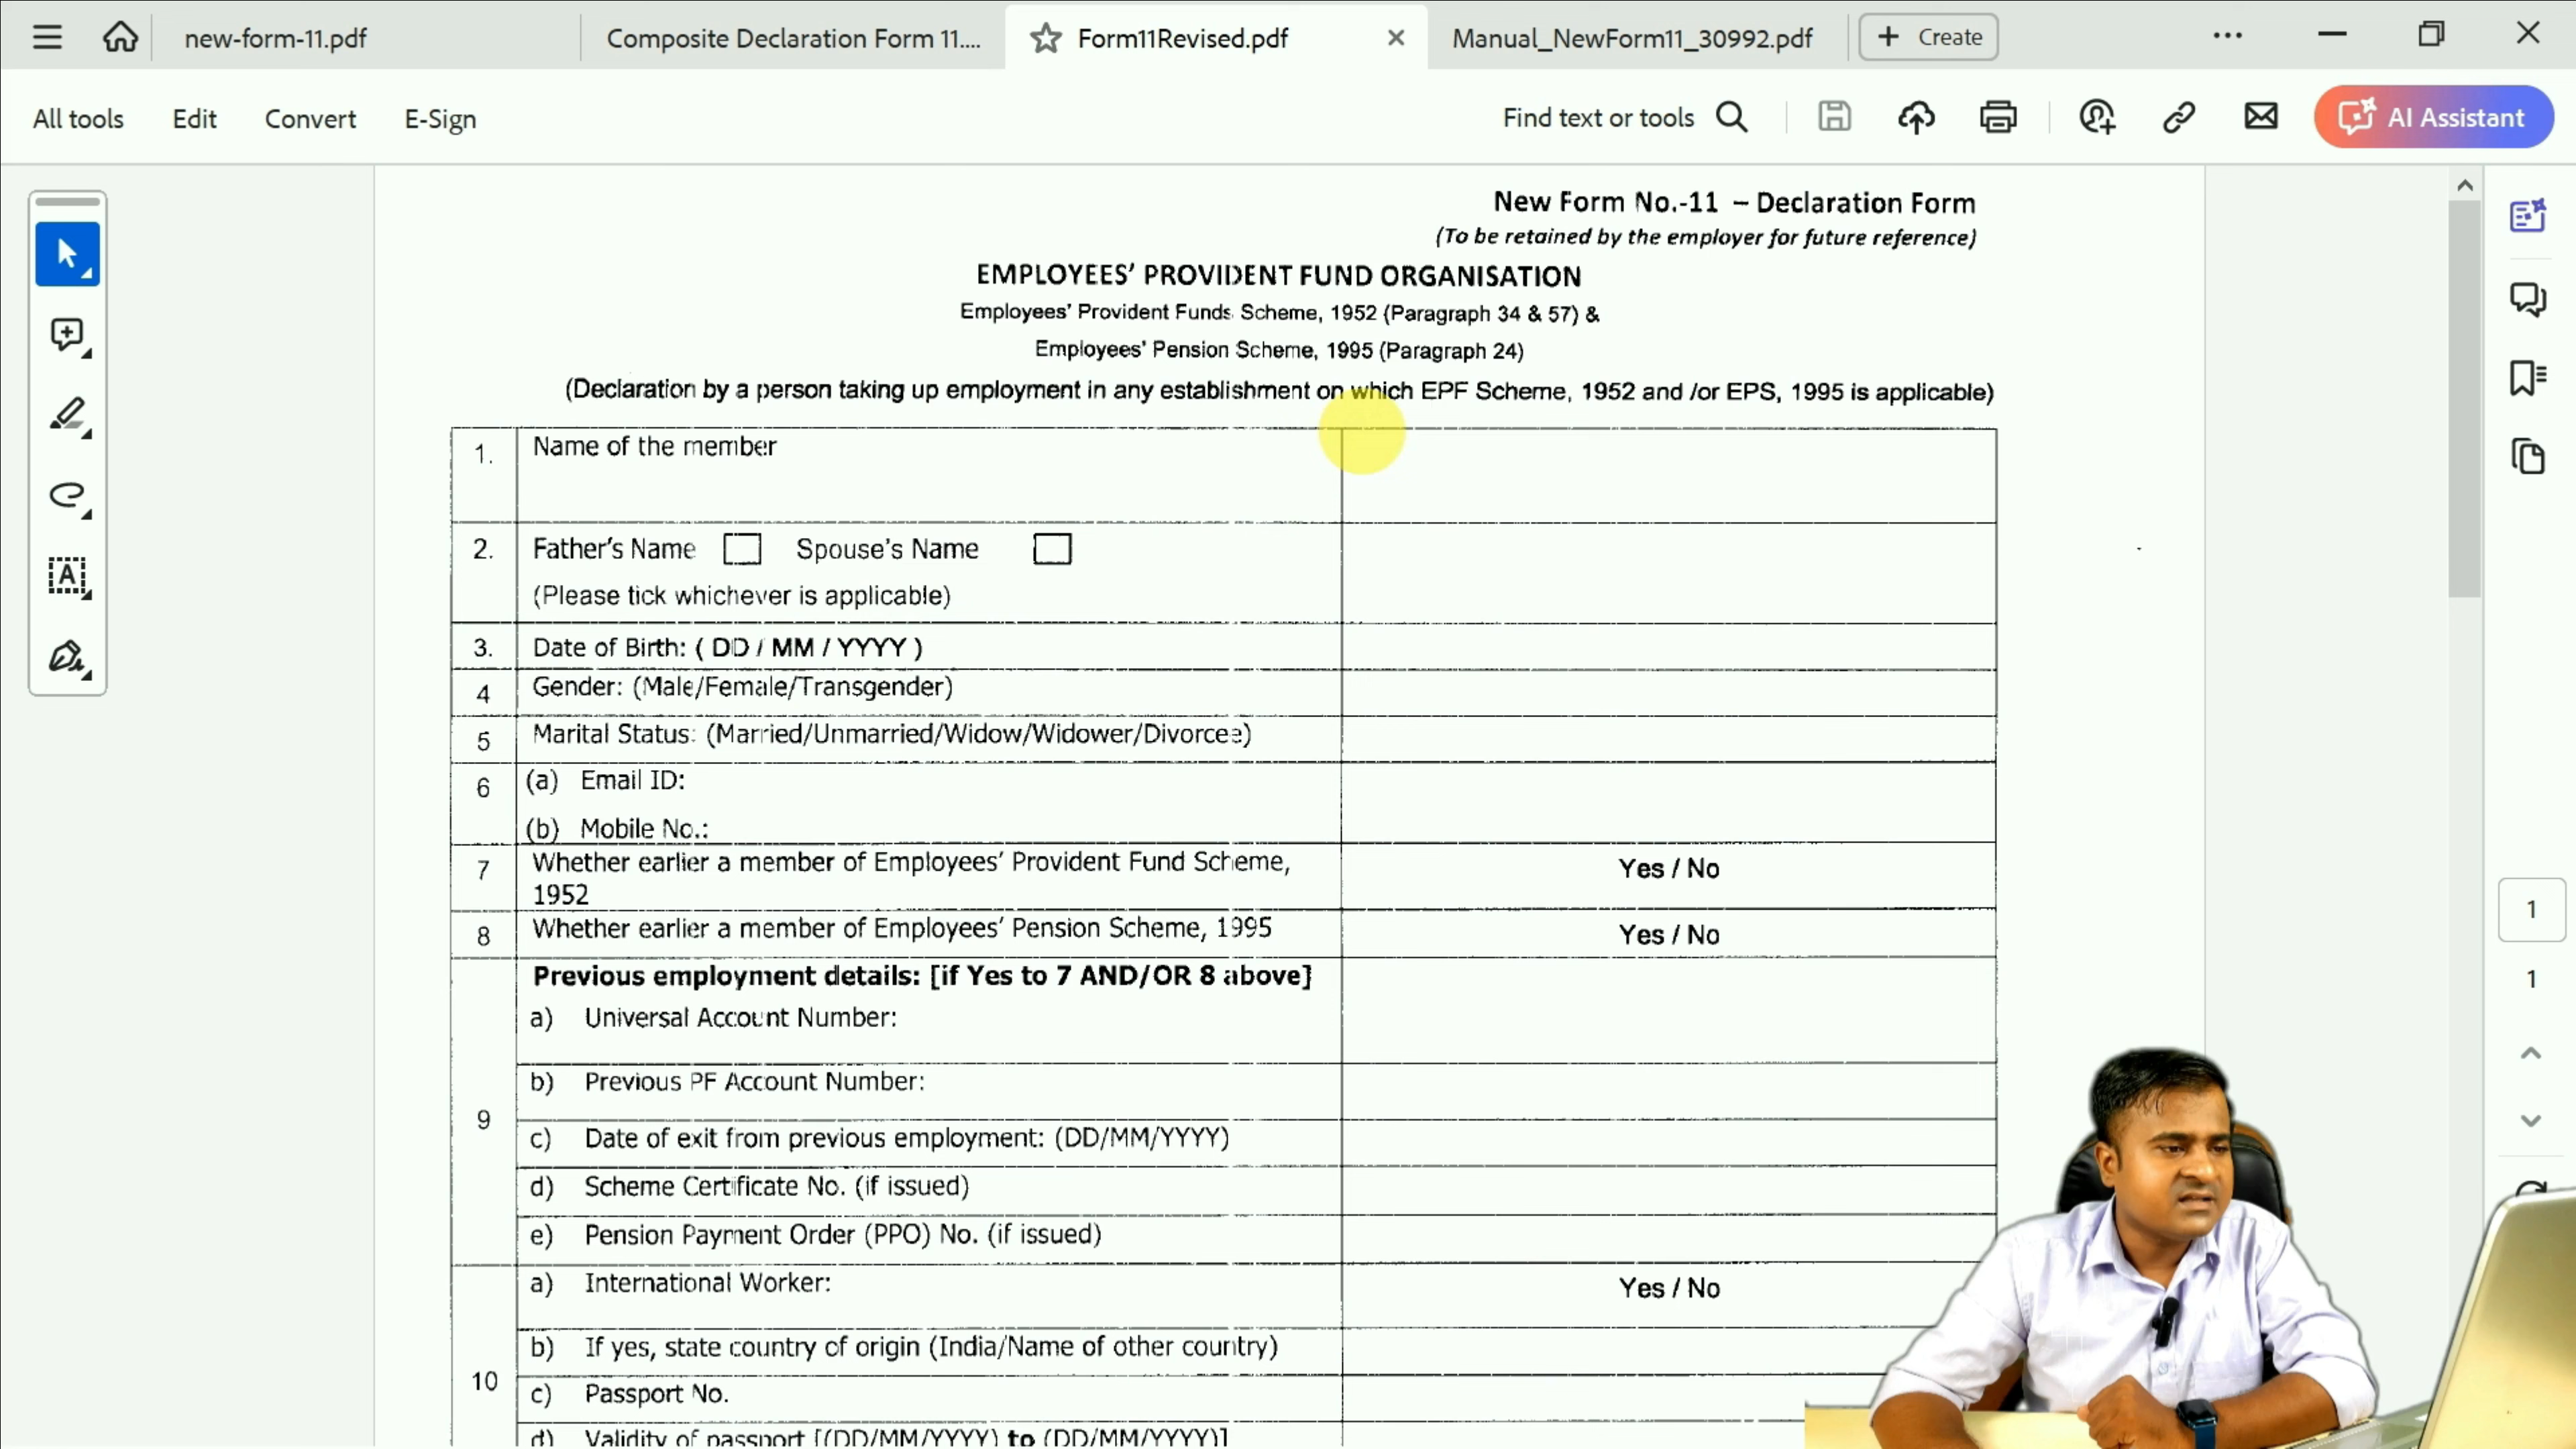 new-form-11.pdf
Composite Declaration Form 11....
Form11Revised.pdf
Manual_NewForm11_30992.pdf
Create
All tools
Edit
Convert
E-Sign
Find text or tools
AI Assistant
New Form No.-11 – Declaration Form
(To be retained by the employer for future reference)
EMPLOYEES' PROVIDENT FUND ORGANISATION
Employees' Provident Funds Scheme, 1952 (Paragraph 34 & 57) &
Employees' Pension Scheme, 1995 (Paragraph 24)
(Declaration by a person taking up employment in any establishment on which EPF Scheme, 1952 and /or EPS, 1995 is applicable)
1. Name of the member
2. Father's Name Spouse's Name
(Please tick whichever is applicable)
3. Date of Birth: ( DD / MM / YYYY )
4 Gender: (Male/Female/Transgender)
5 Marital Status: (Married/Unmarried/Widow/Widower/Divorcee)
6 (a) Email ID:
(b) Mobile No.:
7 Whether earlier a member of Employees' Provident Fund Scheme, Yes / No
1952
8 Whether earlier a member of Employees' Pension Scheme, 1995 Yes / No
Previous employment details: [if Yes to 7 AND/OR 8 above]
a) Universal Account Number:
b) Previous PF Account Number:
9
c) Date of exit from previous employment: (DD/MM/YYYY)
d) Scheme Certificate No. (if issued)
e) Pension Payment Order (PPO) No. (if issued)
a) International Worker: Yes / No
b) If yes, state country of origin (India/Name of other country)
10
c) Passport No.
d) Validity of passport [(DD/MM/YYYY) to (DD/MM/YYYY)]
1
1